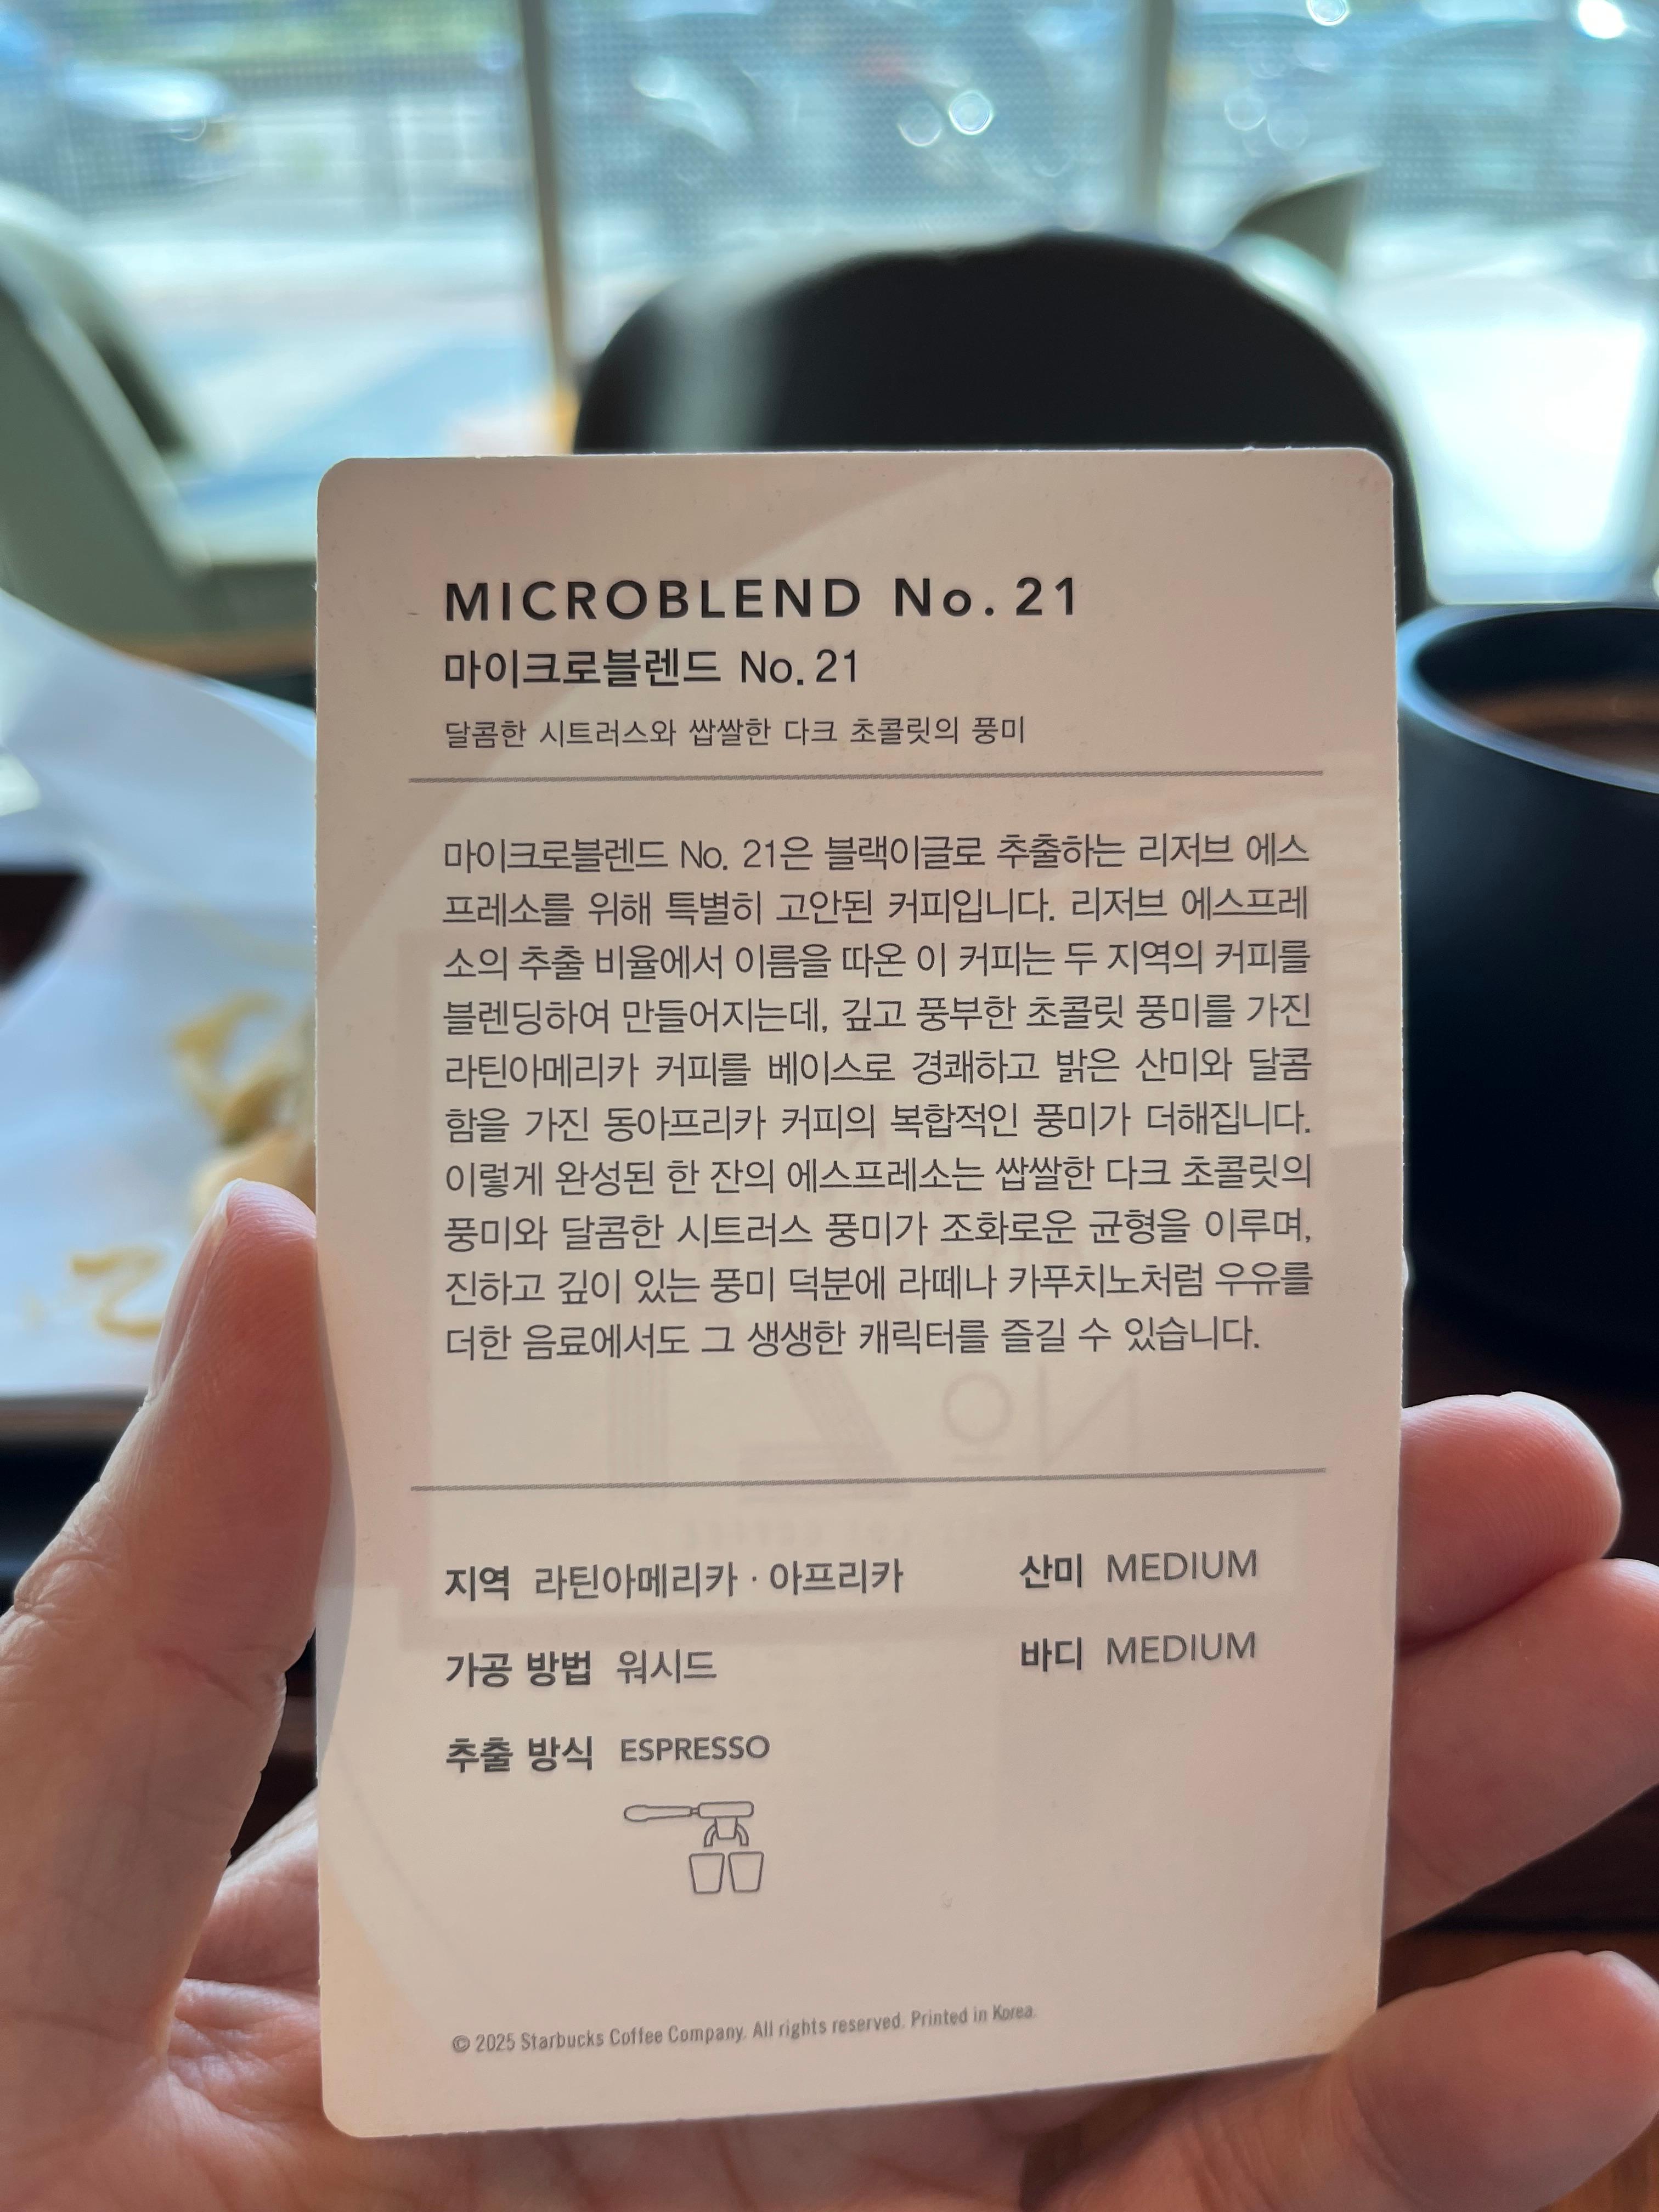 MICROBLEND No. 21
마이크로블렌드 No. 21
달콤한 시트러스와 쌉쌀한 다크 초콜릿의 풍미
마이크로블렌드 No. 21은 블랙이글로 추출하는 리저브 에스
프레소를 위해 특별히 고안된 커피입니다. 리저브 에스프레
소의 추출 비율에서 이름을 따온 이 커피는 두 지역의 커피를
블렌딩하여 만들어지는데, 깊고 풍부한 초콜릿 풍미를 가진
라틴아메리카 커피를 베이스로 경쾌하고 밝은 산미와 달콤
함을 가진 동아프리카 커피의 복합적인 풍미가 더해집니다.
이렇게 완성된 한 잔의 에스프레소는 쌉쌀한 다크 초콜릿의
풍미와 달콤한 시트러스 풍미가 조화로운 균형을 이루며,
진하고 깊이 있는 풍미 덕분에 라떼나 카푸치노처럼 우유를
더한 음료에서도 그 생생한 캐릭터를 즐길 수 있습니다.
지역 라틴아메리카 · 아프리카
산미 MEDIUM
가공 방법 워시드
바디 MEDIUM
추출 방식 ESPRESSO
© 2025 Starbucks Coffee Company. All rights reserved. Printed in Korea.